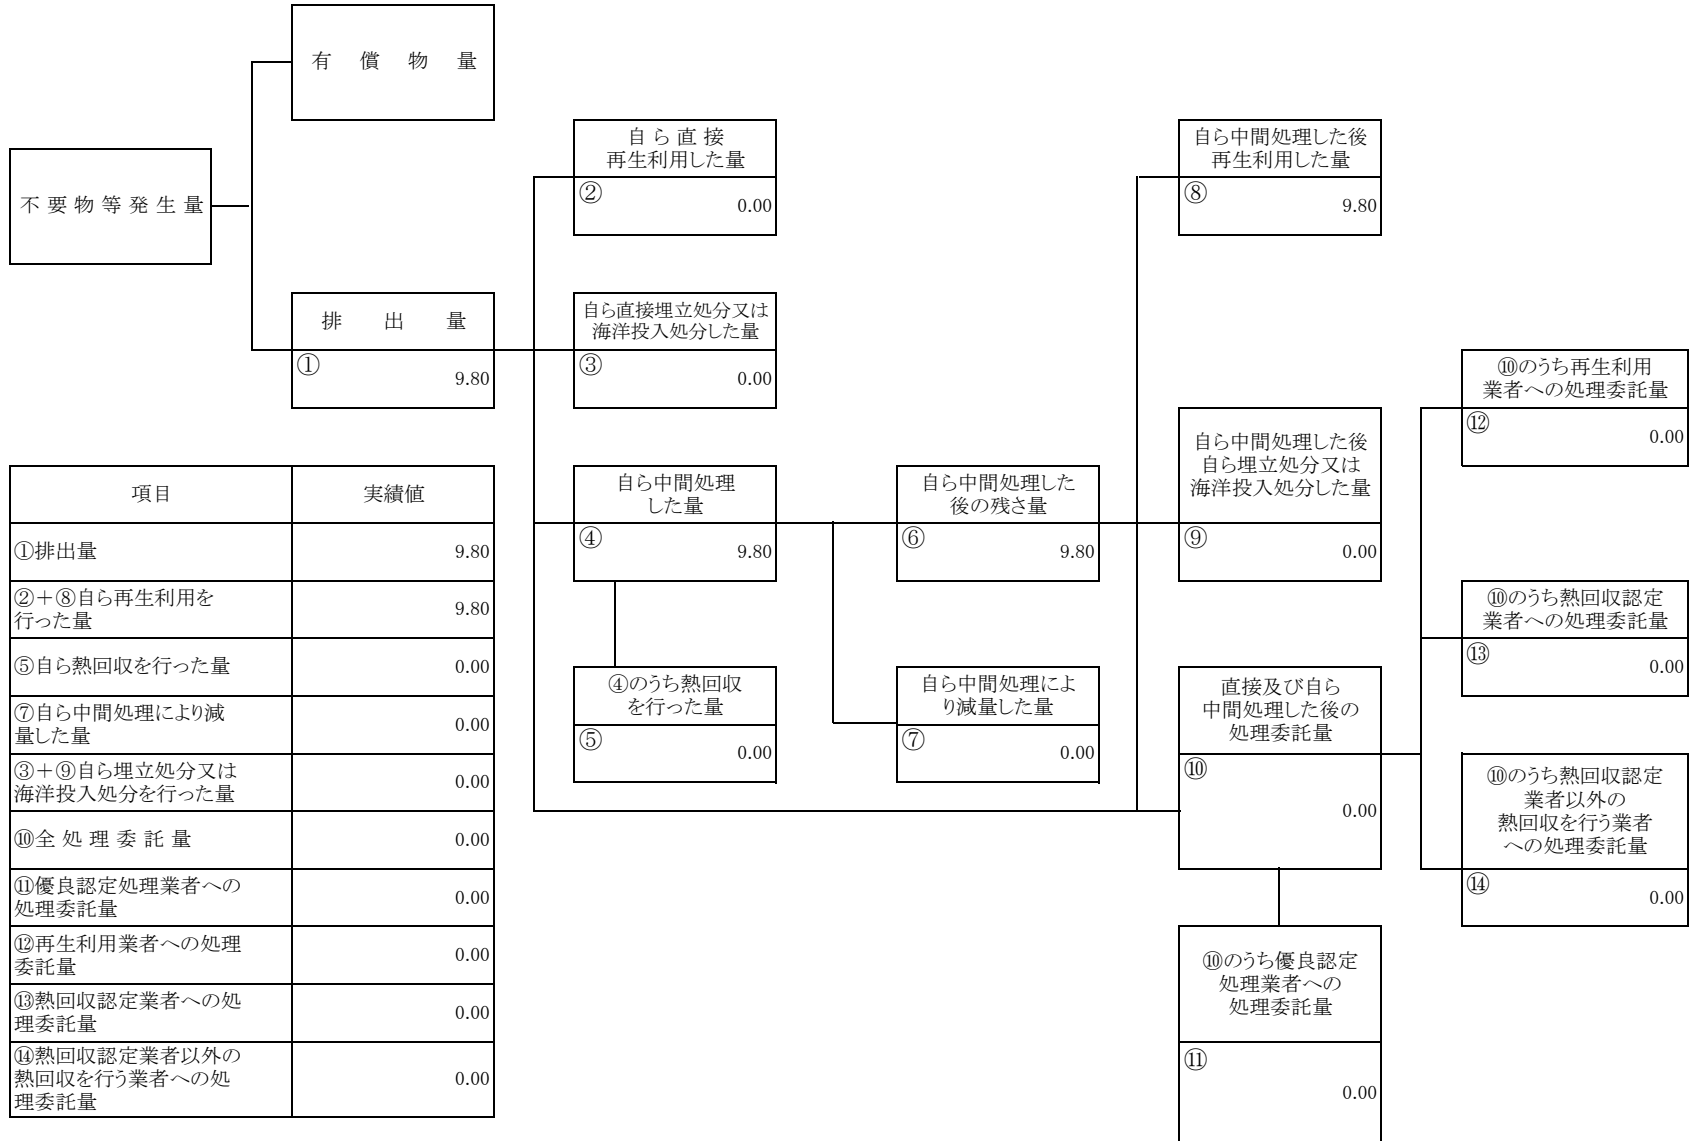 有　償　物　量
不 要 物 等 発 生 量
排　出　量
①
9.80
自 ら 直 接
再生利用した量
②
0.00
自ら直接埋立処分又は
海洋投入処分した量
③
0.00
自ら中間処理
した量
④
9.80
④のうち熱回収
を行った量
⑤
0.00
自ら中間処理した
後の残さ量
⑥
9.80
自ら中間処理によ
り減量した量
⑦
0.00
自ら中間処理した後
再生利用した量
⑧
9.80
自ら中間処理した後
自ら埋立処分又は
海洋投入処分した量
⑨
0.00
直接及び自ら
中間処理した後の
処理委託量
⑩
0.00
⑩のうち優良認定
処理業者への
処理委託量
⑪
0.00
⑩のうち再生利用
業者への処理委託量
⑫
0.00
⑩のうち熱回収認定
業者への処理委託量
⑬
0.00
⑩のうち熱回収認定
業者以外の
熱回収を行う業者
への処理委託量
⑭
0.00
項目　実績値
①排出量　9.80
②＋⑧自ら再生利用を
行った量　9.80
⑤自ら熱回収を行った量　0.00
⑦自ら中間処理により減
量した量　0.00
③＋⑨自ら埋立処分又は
海洋投入処分を行った量　0.00
⑩全 処 理 委 託 量　0.00
⑪優良認定処理業者への
処理委託量　0.00
⑫再生利用業者への処理
委託量　0.00
⑬熱回収認定業者への処
理委託量　0.00
⑭熱回収認定業者以外の
熱回収を行う業者への処
理委託量　0.00